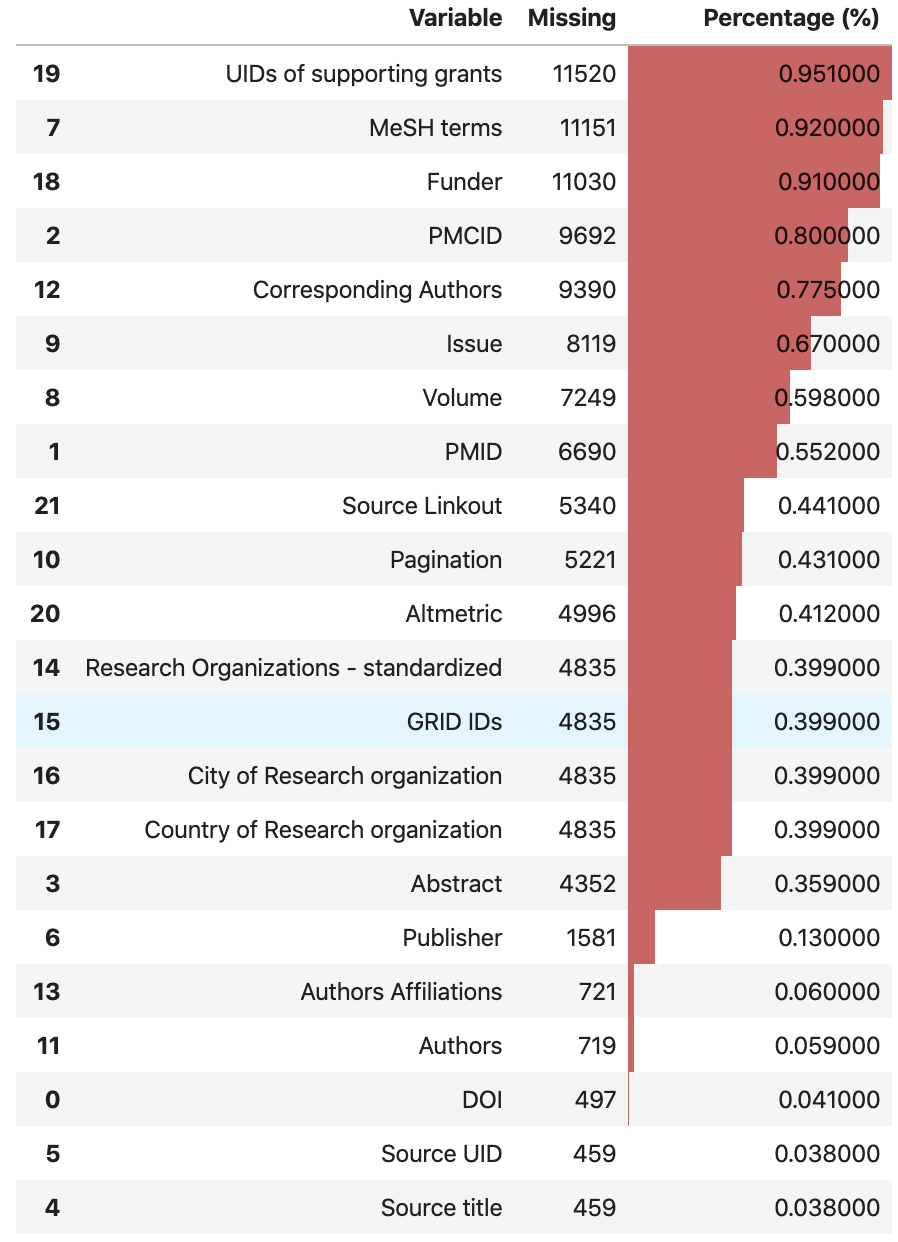 Variable Missing Percentage (%)
19 UIDs of supporting grants 11520 0.951000
7 MeSH terms 11151 0.920000
18 Funder 11030 0.910000
2 PMCID 9692 0.800000
12 Corresponding Authors 9390 0.775000
9 Issue 8119 0.670000
8 Volume 7249 0.598000
1 PMID 6690 0.552000
21 Source Linkout 5340 0.441000
10 Pagination 5221 0.431000
20 Altmetric 4996 0.412000
14 Research Organizations - standardized 4835 0.399000
15 GRID IDs 4835 0.399000
16 City of Research organization 4835 0.399000
17 Country of Research organization 4835 0.399000
3 Abstract 4352 0.359000
6 Publisher 1581 0.130000
13 Authors Affiliations 721 0.060000
11 Authors 719 0.059000
0 DOI 497 0.041000
5 Source UID 459 0.038000
4 Source title 459 0.038000